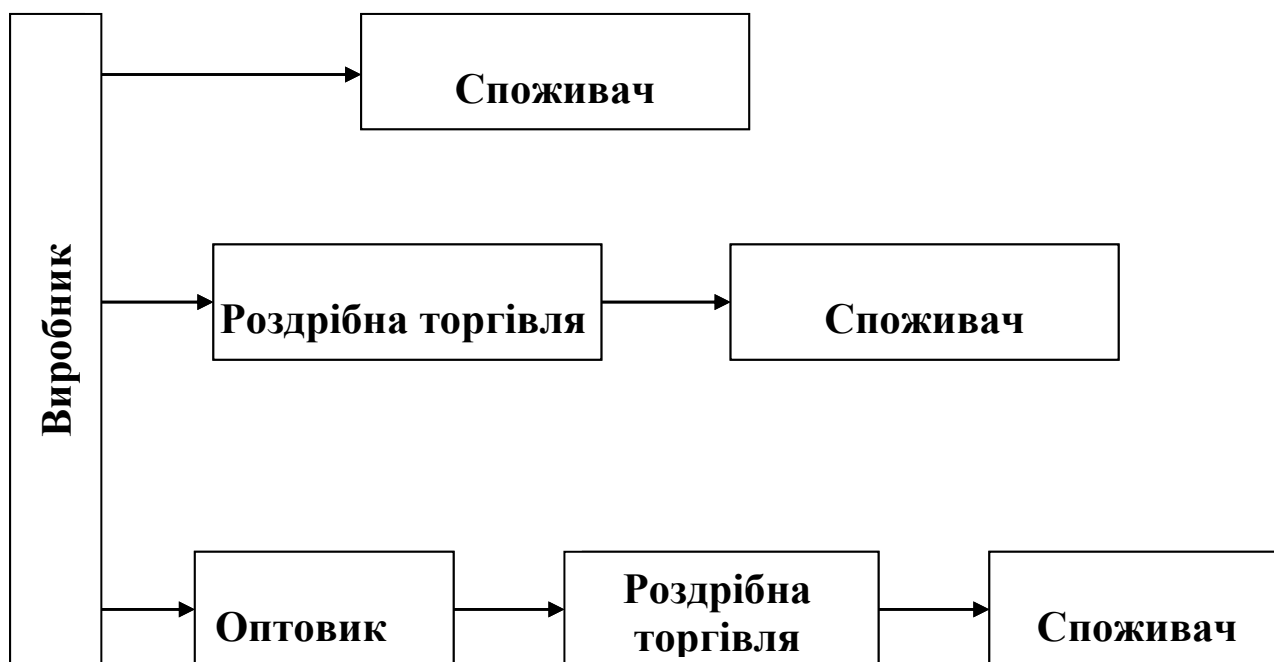 Виробник
Споживач
Роздрібна торгівля
Споживач
Оптовик
Роздрібна
торгівля
Споживач